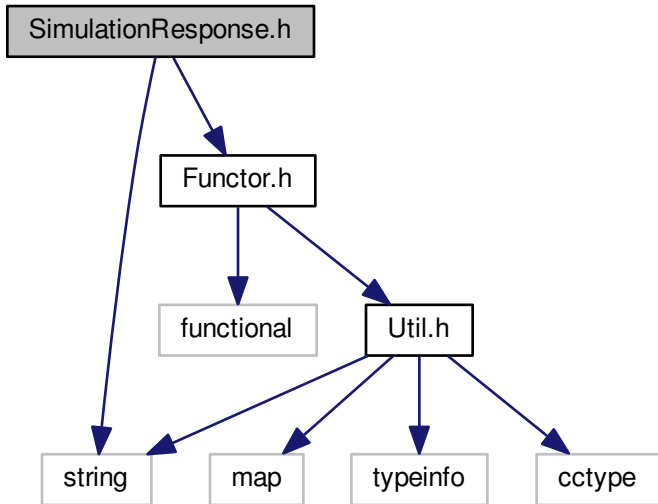 SimulationResponse.h
Functor.h
functional
Util.h
string
map
typeinfo
cctype